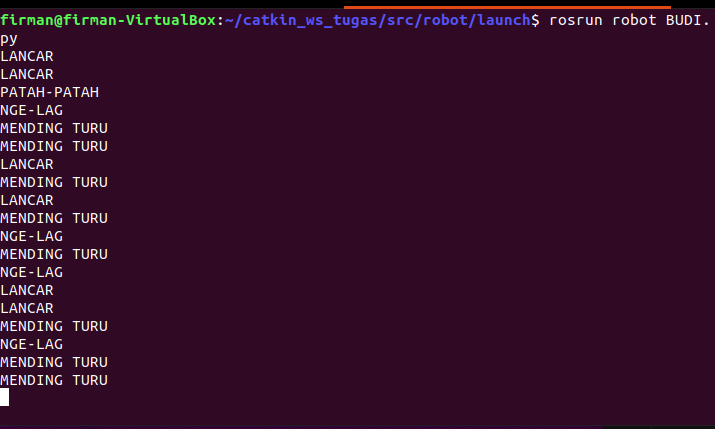 firman@firman-VirtualBox:~/catkin_ws_tugas/src/robot/launch$ rosrun robot BUDI.
py
LANCAR
LANCAR
PATAH-PATAH
NGE-LAG
MENDING TURU
MENDING TURU
LANCAR
MENDING TURU
LANCAR
MENDING TURU
NGE-LAG
MENDING TURU
NGE-LAG
LANCAR
LANCAR
MENDING TURU
NGE-LAG
MENDING TURU
MENDING TURU